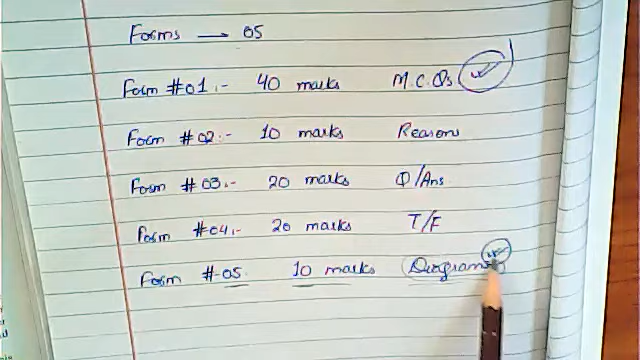 Forms → 05
Form #01:- 40 marks M.C.Qs
Form #02:- 10 marks Reasons
Form #03:- 20 marks Q/Ans
Form #04:- 20 marks T/F
Form #05 10 marks Diagrams